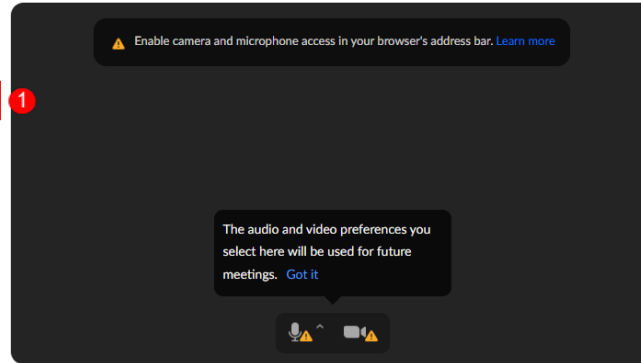 Enable camera and microphone access in your browser's address bar. Learn more
1
The audio and video preferences you
select here will be used for future
meetings. Got it